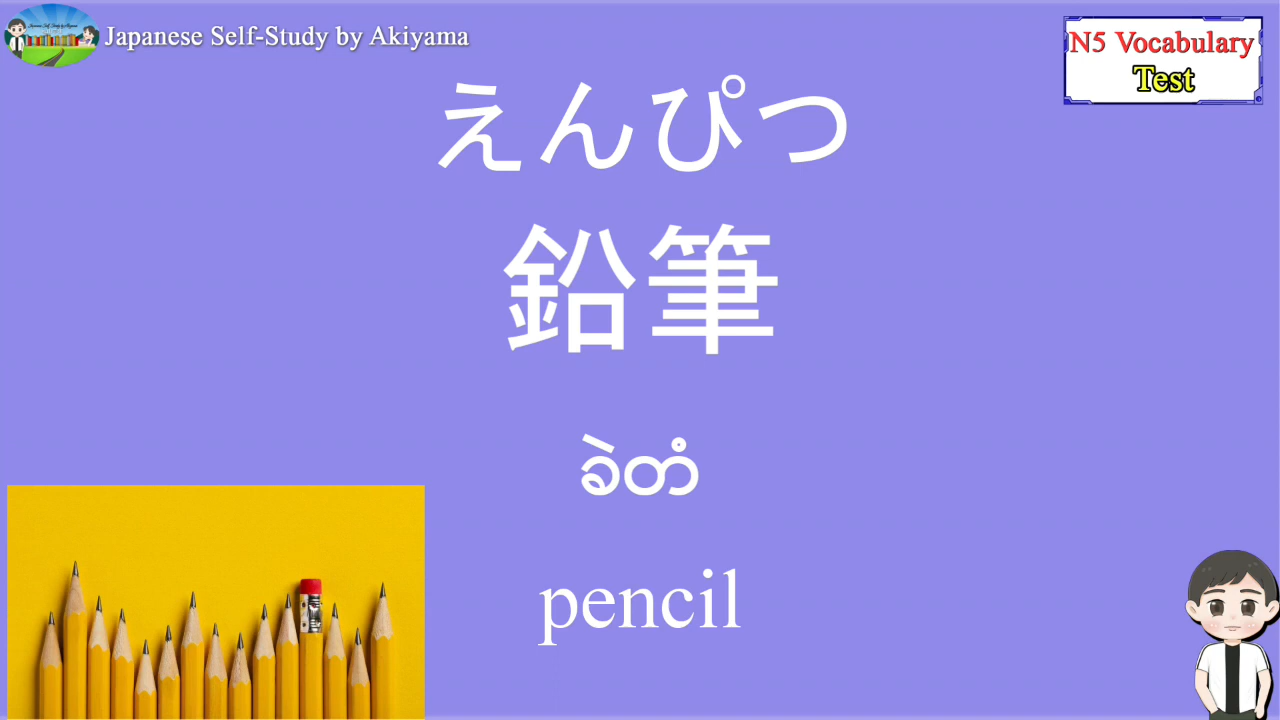 Japanese Self-Study by Akiyama
N5 Vocabulary
Test
えんぴつ
鉛筆
ခဲတံ
pencil